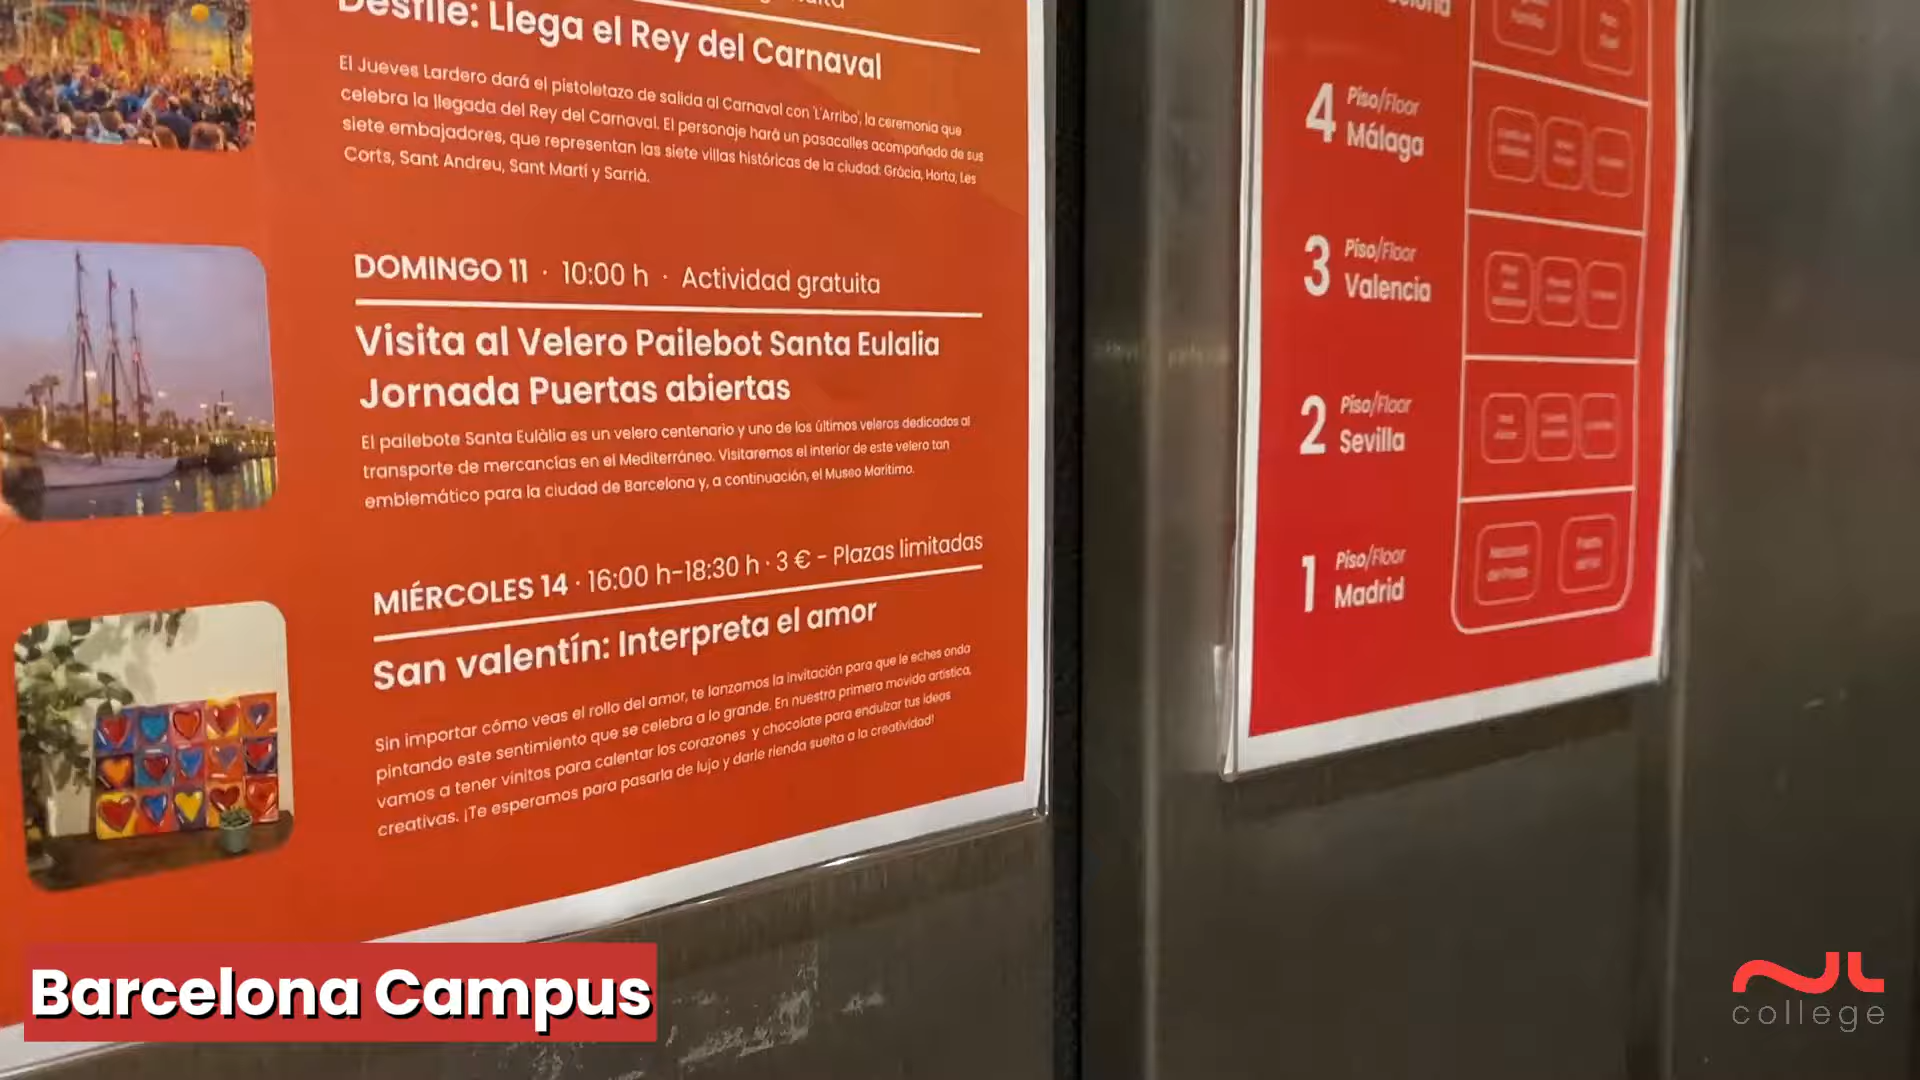 Desfile: Llega el Rey del Carnaval
El Jueves Lardero dará el pistoletazo de salida al Carnaval con 'L'Arribo', la ceremonia que
celebra la llegada del Rey del Carnaval. El personaje hará un pasacalles acompañado de sus
siete embajadores, que representan las siete villas históricas de la ciudad: Gràcia, Horta, Les
Corts, Sant Andreu, Sant Martí y Sarrià.
DOMINGO 11 · 10:00 h · Actividad gratuita
Visita al Velero Pailebot Santa Eulalia
Jornada Puertas abiertas
El pailebote Santa Eulàlia es un velero centenario y uno de los últimos veleros dedicados al
transporte de mercancías en el Mediterráneo. Visitaremos el interior de este velero tan
emblemático para la ciudad de Barcelona y, a continuación, el Museo Marítimo.
MIÉRCOLES 14 · 16:00 h-18:30 h · 3 € - Plazas limitadas
San valentín: Interpreta el amor
Sin importar cómo veas el rollo del amor, te lanzamos la invitación para que le eches onda
pintando este sentimiento que se celebra a lo grande. En nuestra primera movida artística,
vamos a tener vinitos para calentar los corazones y chocolate para endulzar tus ideas
creativas. ¡Te esperamos para pasarla de lujo y darle rienda suelta a la creatividad!
4 Piso/Floor
Málaga
3 Piso/Floor
Valencia
2 Piso/Floor
Sevilla
1 Piso/Floor
Madrid
Barcelona Campus
college